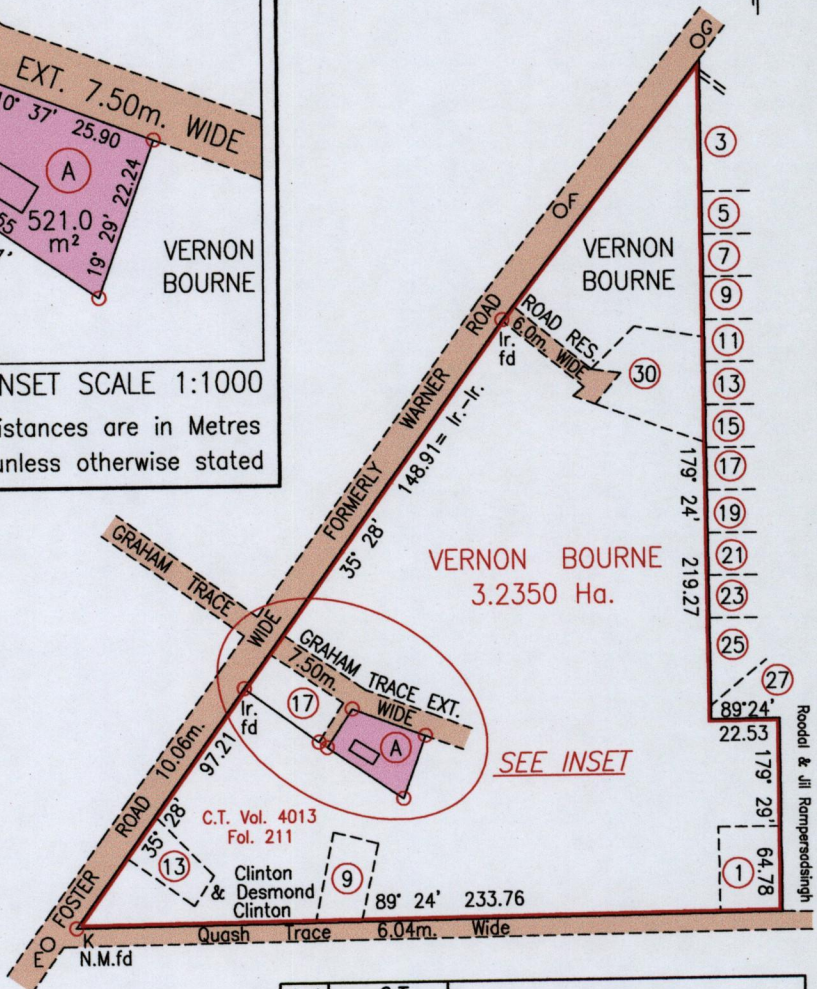 EXT. 7.50m. WIDE
10° 37' 25.90
A
521.0
m²
22.24
19° 29'
55
VERNON
BOURNE
INSET SCALE 1:1000
istances are in Metres
unless otherwise stated
G
F
3
5
7
9
11
13
15
17
19
21
23
25
27
VERNON
BOURNE
ROAD RES.
6.0m. WIDE
30
Ir.
fd
FOSTER ROAD 10.06m. WIDE FORMERLY WARNER ROAD
148.91= Ir.-Ir.
35° 28'
179° 24' 219.27
VERNON BOURNE
3.2350 Ha.
GRAHAM TRACE
GRAHAM TRACE EXT.
7.50m. WIDE
17
A
Ir.
fd
97.21
35° 28'
SEE INSET
89°24'
22.53
179° 29' 64.78
Roodal & Jil Rampersadsingh
C.T. Vol. 4013
Fol. 211
13
Clinton
& Desmond
Clinton
9
1
89° 24' 233.76
Quash Trace 6.04m. Wide
E
K
N.M.fd
C.T.